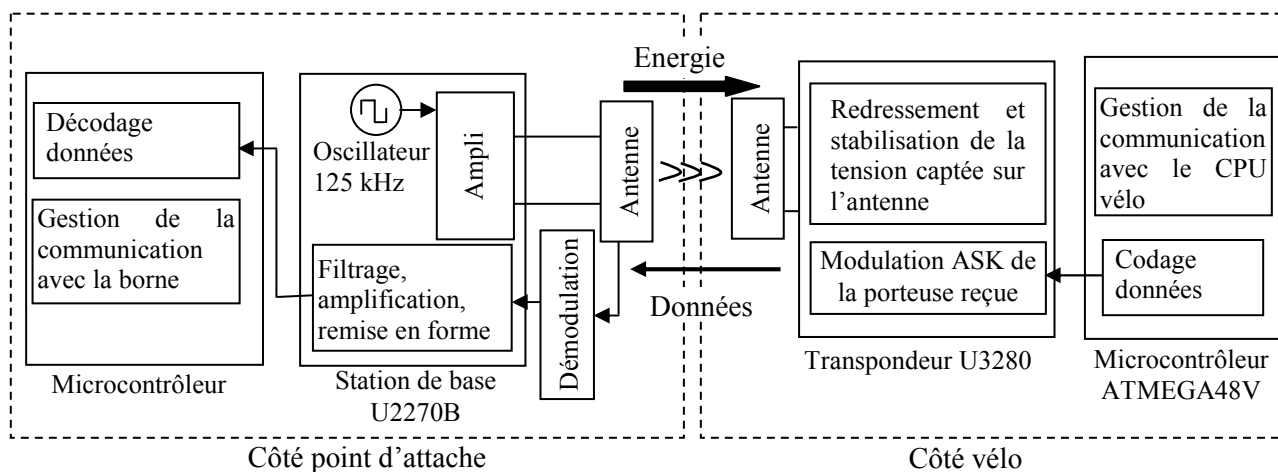 Energie
Décodage
données
Gestion de la
communication
avec la borne
Microcontrôleur
Oscillateur
125 kHz
Ampli
Filtrage,
amplification,
remise en forme
Station de base
U2270B
Démodulation
Antenne
Données
Antenne
Redressement et
stabilisation de la
tension captée sur
l’antenne
Modulation ASK de
la porteuse reçue
Transpondeur U3280
Gestion de la
communication
avec le CPU
vélo
Codage
données
Microcontrôleur
ATMEGA48V
Côté point d’attache
Côté vélo